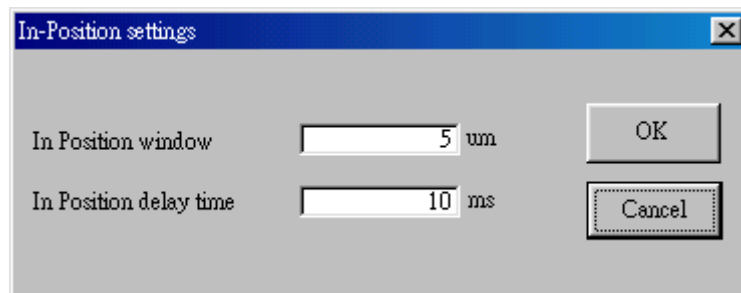 In-Position settings
In Position window 5 um
OK
In Position delay time 10 ms
Cancel